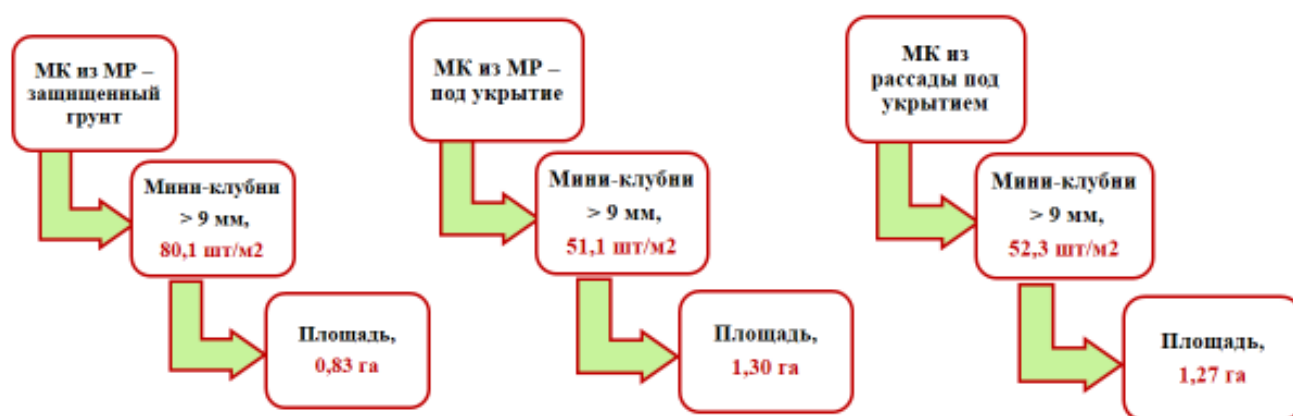 МК из МР –
защищенный
грунт
Мини-клубни
> 9 мм,
80,1 шт/м2
Площадь,
0,83 га
МК из МР –
под укрытие
Мини-клубни
> 9 мм,
51,1 шт/м2
Площадь,
1,30 га
МК из
рассады под
укрытием
Мини-клубни
> 9 мм,
52,3 шт/м2
Площадь,
1,27 га